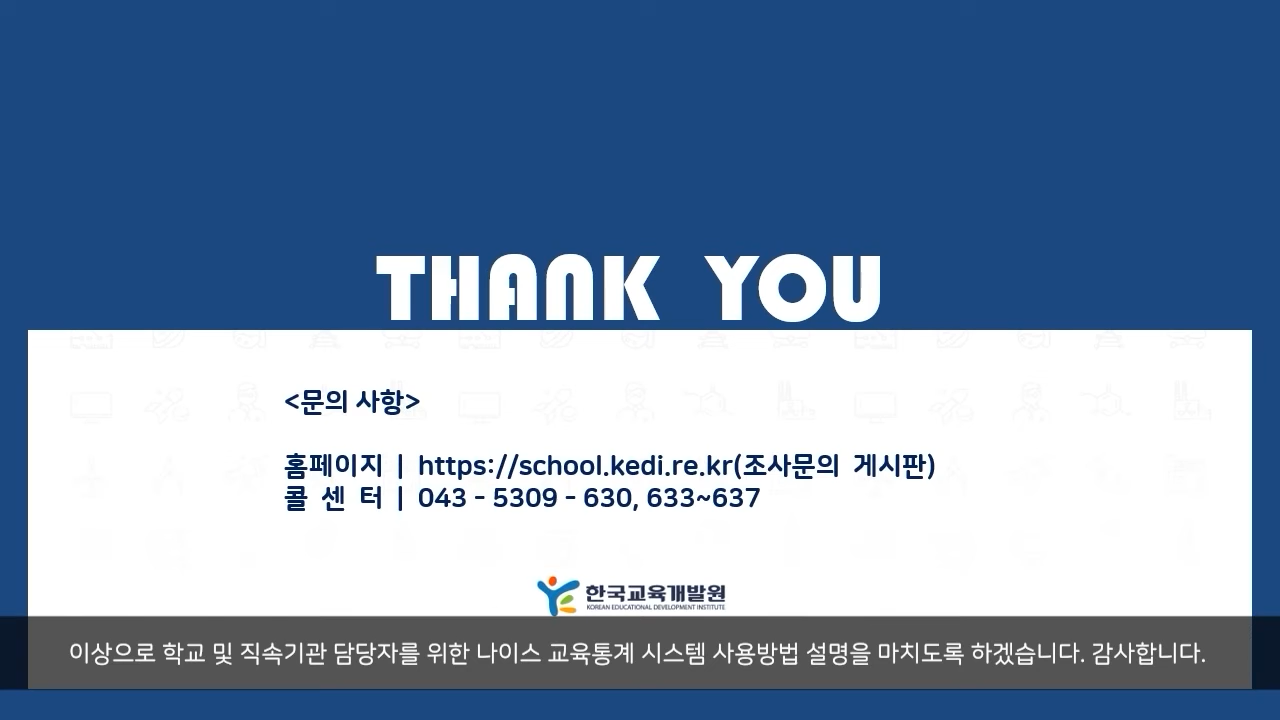 THANK YOU
<문의 사항>
홈페이지 | https://school.kedi.re.kr(조사문의 게시판)
콜 센 터 | 043 - 5309 - 630, 633~637
한국교육개발원
KOREAN EDUCATIONAL DEVELOPMENT INSTITUTE
이상으로 학교 및 직속기관 담당자를 위한 나이스 교육통계 시스템 사용방법 설명을 마치도록 하겠습니다. 감사합니다.